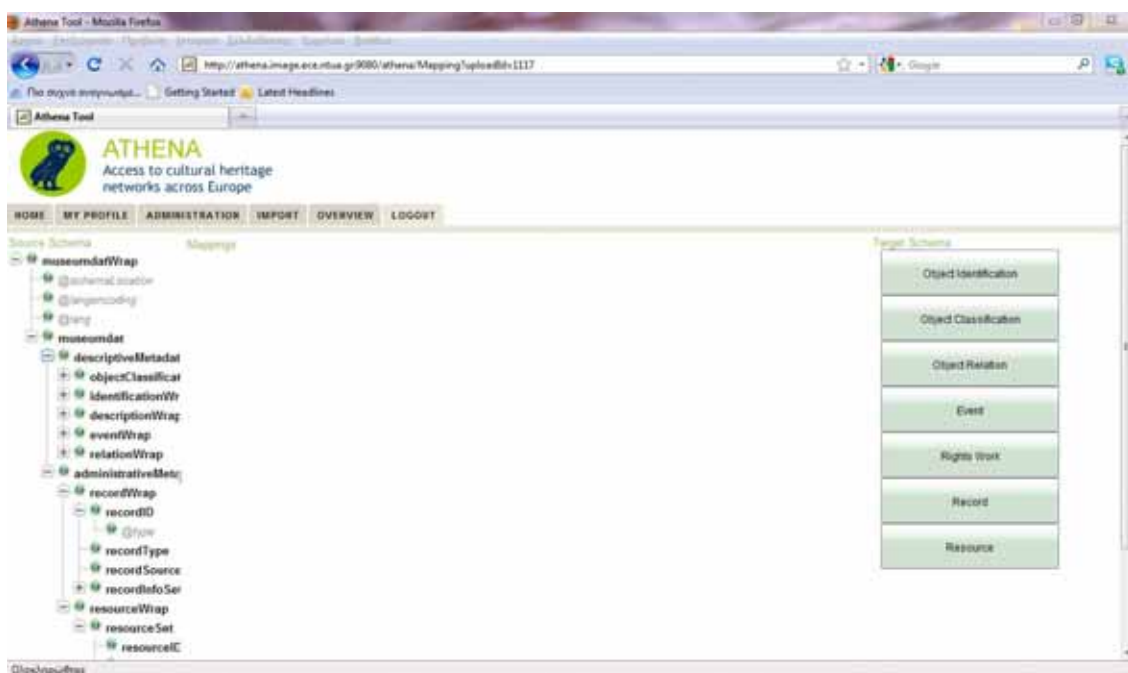 Athena Tool - Mozilla Firefox
http://athena.image.ece.ntua.gr:9080/athena/Mapping?uploadId=1117
Google
Getting Started
Latest Headlines
Athena Tool
ATHENA
Access to cultural heritage
networks across Europe
HOME MY PROFILE ADMINISTRATION IMPORT OVERVIEW LOGOUT
Source Schema Mappings Target Schema
museumdatWrap
@schemaLocation
@langencoding
@lang
museumdat
descriptiveMetadat
objectClassificat
identificationWr
descriptionWrap
eventWrap
relationWrap
recordWrap
recordID
@type
recordType
recordSource
recordInfoSet
resourceWrap
resourceSet
resourceID
Object Identification
Object Classification
Object Relation
Event
Rights Work
Record
Resource